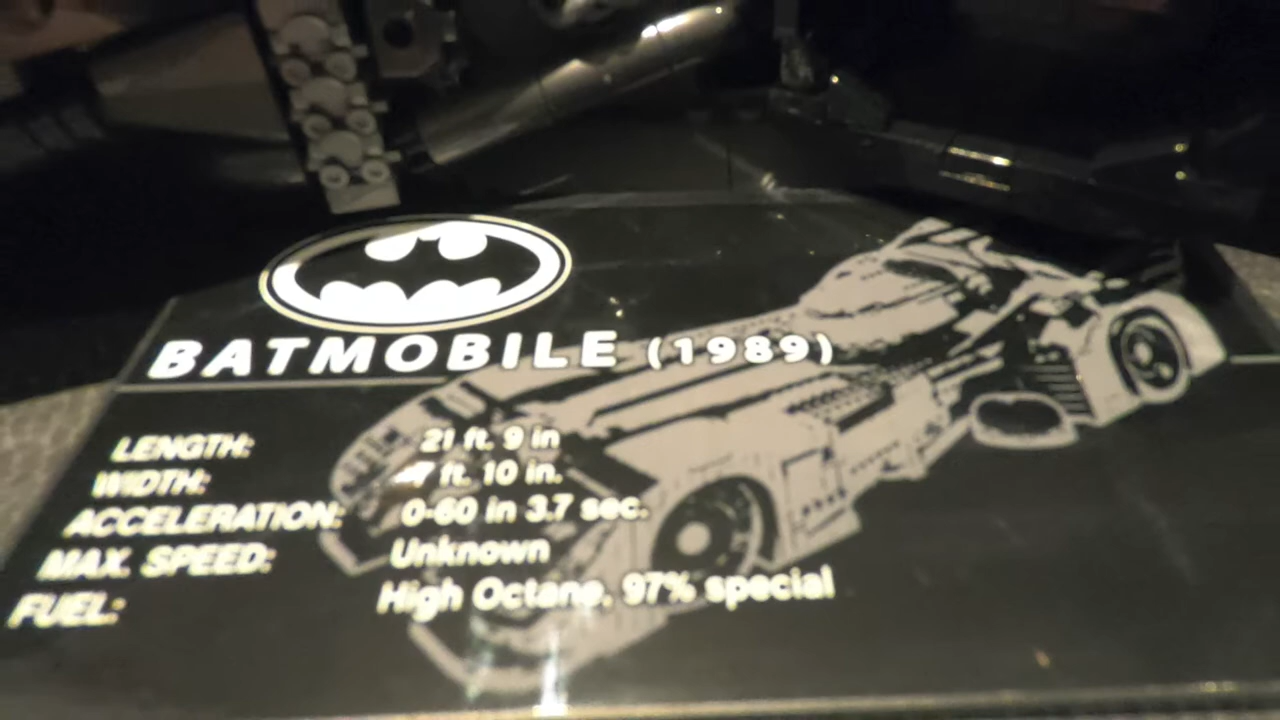 BATMOBILE (1989)
LENGTH: 21 ft. 9 in
WIDTH: 7 ft. 10 in.
ACCELERATION: 0-60 in 3.7 sec.
MAX. SPEED: Unknown
FUEL: High Octane, 97% special